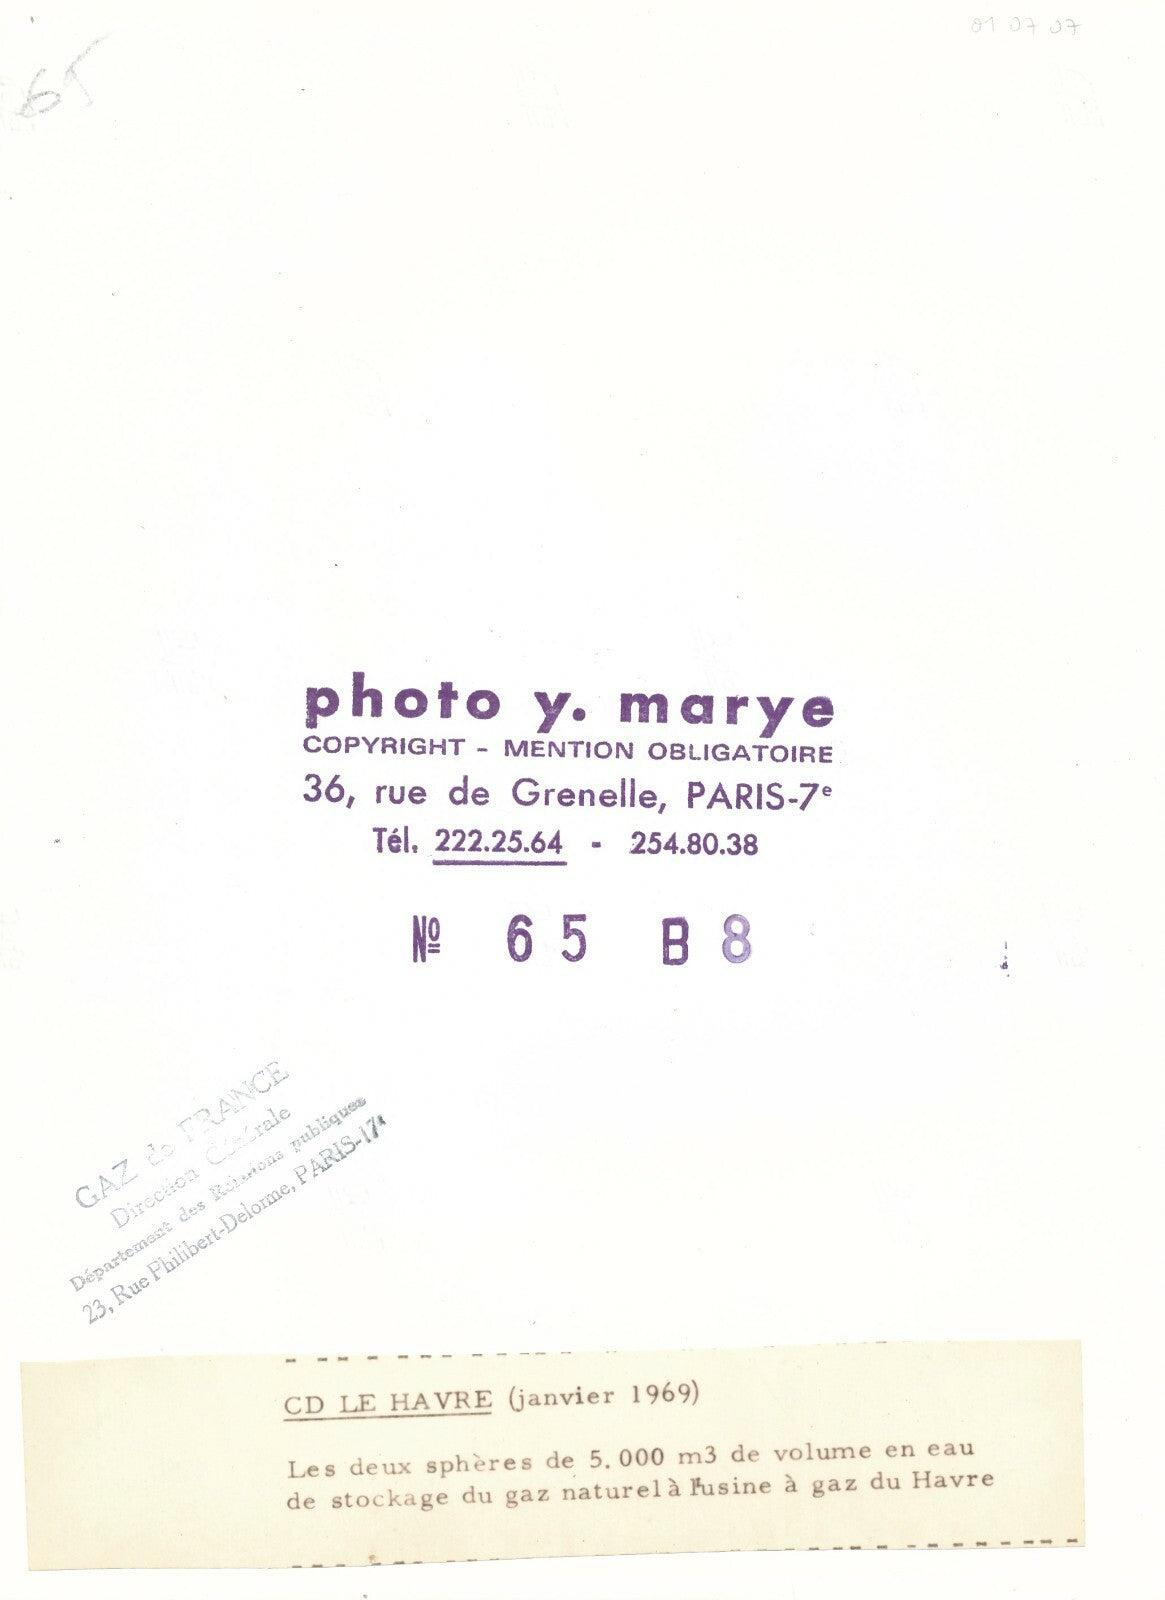 65
01 07 07
photo y. marye
COPYRIGHT - MENTION OBLIGATOIRE
36, rue de Grenelle, PARIS-7e
Tél. 222.25.64 - 254.80.38
Nº 65 B 8
GAZ de FRANCE
Direction Générale
Département des Relations publiques
23, Rue Philibert-Delorme, PARIS-17e
CD LE HAVRE (janvier 1969)
Les deux sphères de 5.000 m3 de volume en eau
de stockage du gaz naturel à l'usine à gaz du Havre